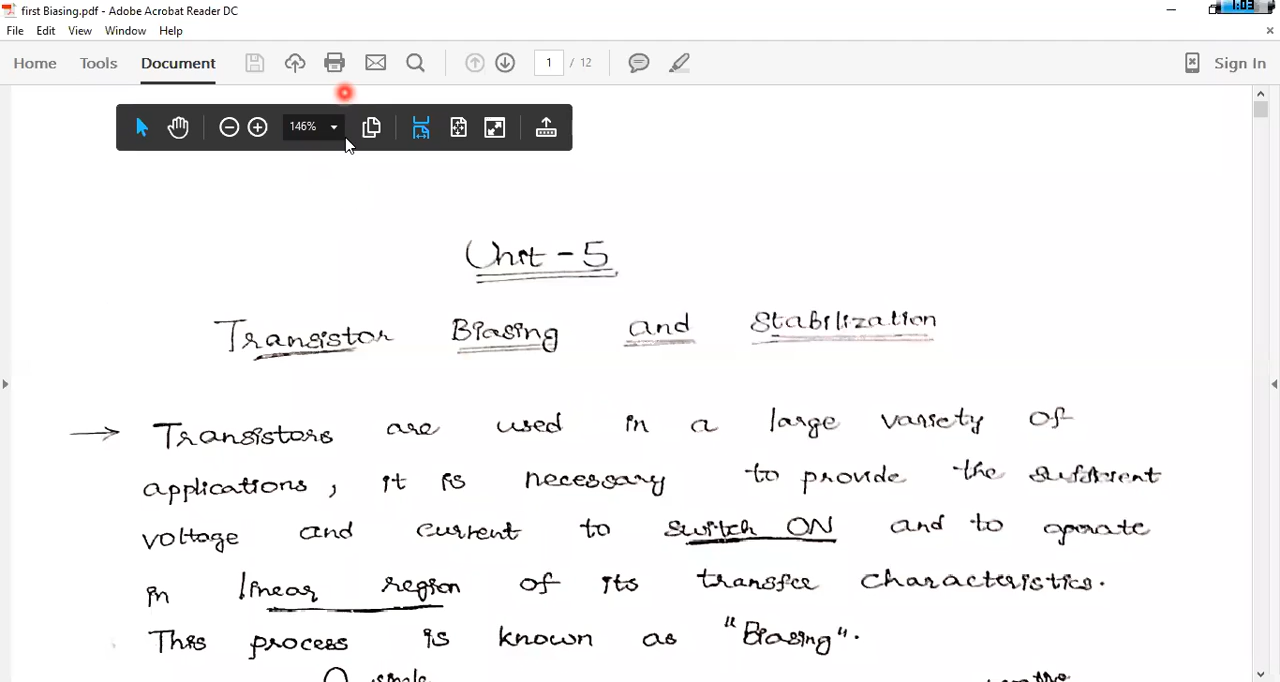 first Biasing.pdf - Adobe Acrobat Reader DC
1:03
File Edit View Window Help
Home Tools Document 1 / 12 Sign In
146%
Unit - 5
Transistor Biasing and Stabilization
→ Transistors are used in a large variety of
applications, it is necessary to provide the sufficient
voltage and current to switch ON and to operate
in linear region of its transfer characteristics.
This process is known as "Biasing".